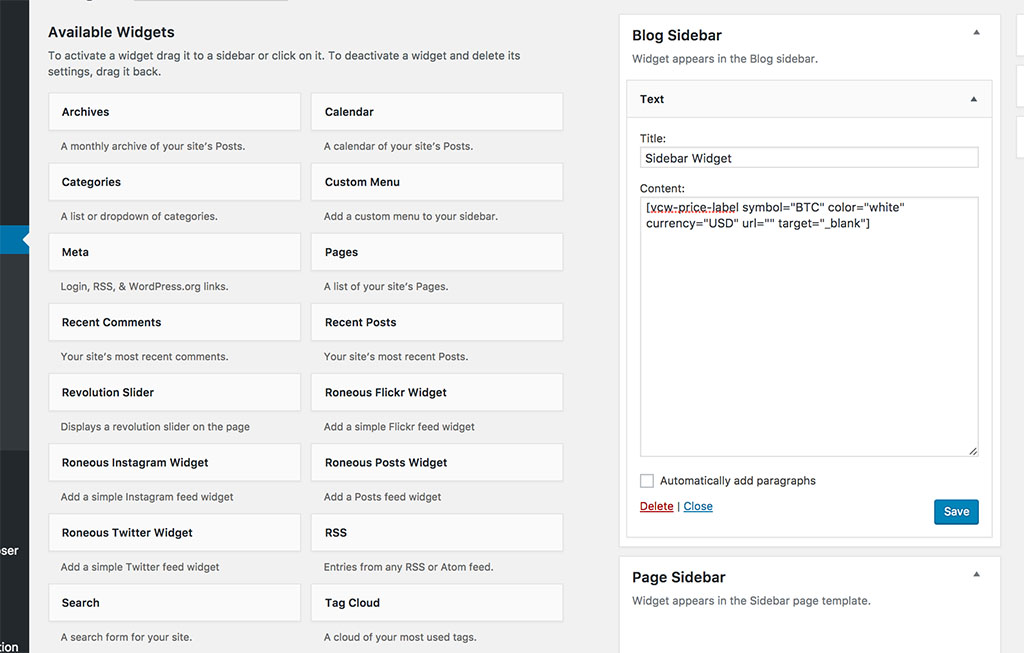 Available Widgets
To activate a widget drag it to a sidebar or click on it. To deactivate a widget and delete its
settings, drag it back.
Archives
A monthly archive of your site's Posts.
Calendar
A calendar of your site's Posts.
Categories
A list or dropdown of categories.
Custom Menu
Add a custom menu to your sidebar.
Meta
Login, RSS, & WordPress.org links.
Pages
A list of your site's Pages.
Recent Comments
Your site's most recent comments.
Recent Posts
Your site's most recent Posts.
Revolution Slider
Displays a revolution slider on the page
Roneous Flickr Widget
Add a simple Flickr feed widget
Roneous Instagram Widget
Add a simple Instagram feed widget
Roneous Posts Widget
Add a Posts feed widget
Roneous Twitter Widget
Add a simple Twitter feed widget
RSS
Entries from any RSS or Atom feed.
Search
A search form for your site.
Tag Cloud
A cloud of your most used tags.
Blog Sidebar
Widget appears in the Blog sidebar.
Text
Title:
Sidebar Widget
Content:
[vcw-price-label symbol="BTC" color="white"
currency="USD" url="" target="_blank"]
Automatically add paragraphs
Delete | Close
Save
Page Sidebar
Widget appears in the Sidebar page template.